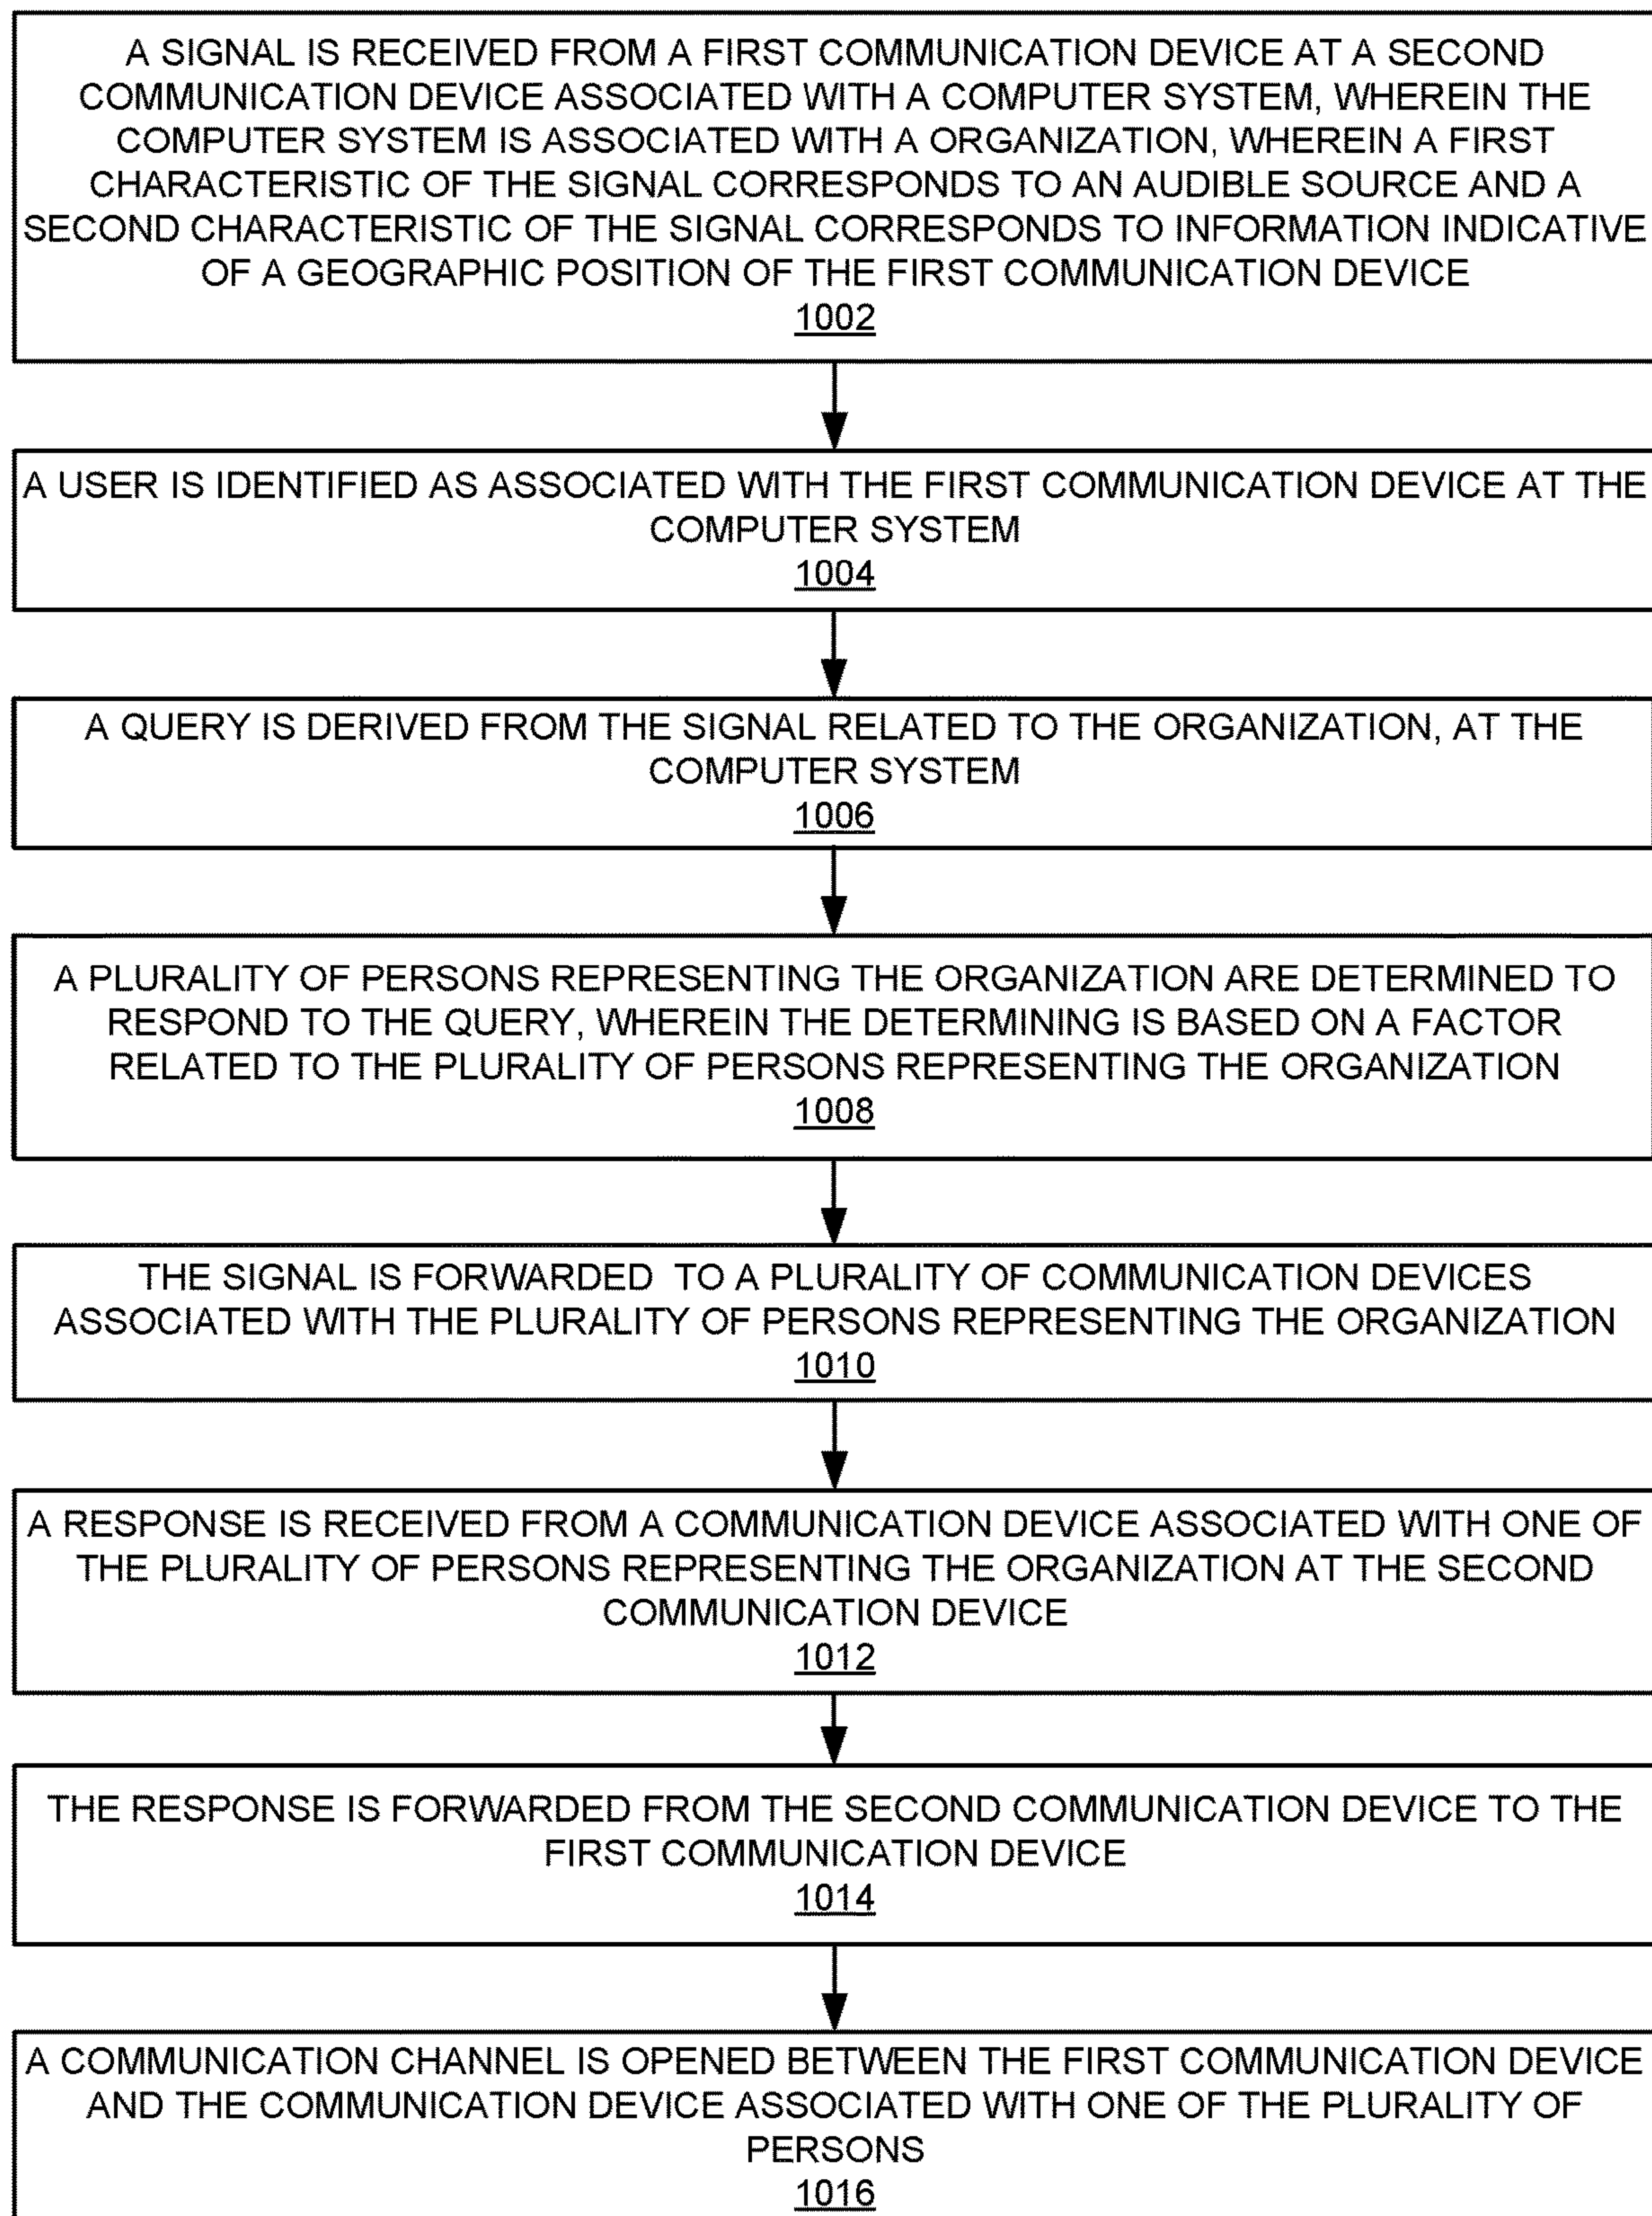 A SIGNAL IS RECEIVED FROM A FIRST COMMUNICATION DEVICE AT A SECOND
COMMUNICATION DEVICE ASSOCIATED WITH A COMPUTER SYSTEM, WHEREIN THE
COMPUTER SYSTEM IS ASSOCIATED WITH A ORGANIZATION, WHEREIN A FIRST
CHARACTERISTIC OF THE SIGNAL CORRESPONDS TO AN AUDIBLE SOURCE AND A
SECOND CHARACTERISTIC OF THE SIGNAL CORRESPONDS TO INFORMATION INDICATIVE
OF A GEOGRAPHIC POSITION OF THE FIRST COMMUNICATION DEVICE
1002
A USER IS IDENTIFIED AS ASSOCIATED WITH THE FIRST COMMUNICATION DEVICE AT THE
COMPUTER SYSTEM
1004
A QUERY IS DERIVED FROM THE SIGNAL RELATED TO THE ORGANIZATION, AT THE
COMPUTER SYSTEM
1006
A PLURALITY OF PERSONS REPRESENTING THE ORGANIZATION ARE DETERMINED TO
RESPOND TO THE QUERY, WHEREIN THE DETERMINING IS BASED ON A FACTOR
RELATED TO THE PLURALITY OF PERSONS REPRESENTING THE ORGANIZATION
1008
THE SIGNAL IS FORWARDED TO A PLURALITY OF COMMUNICATION DEVICES
ASSOCIATED WITH THE PLURALITY OF PERSONS REPRESENTING THE ORGANIZATION
1010
A RESPONSE IS RECEIVED FROM A COMMUNICATION DEVICE ASSOCIATED WITH ONE OF
THE PLURALITY OF PERSONS REPRESENTING THE ORGANIZATION AT THE SECOND
COMMUNICATION DEVICE
1012
THE RESPONSE IS FORWARDED FROM THE SECOND COMMUNICATION DEVICE TO THE
FIRST COMMUNICATION DEVICE
1014
A COMMUNICATION CHANNEL IS OPENED BETWEEN THE FIRST COMMUNICATION DEVICE
AND THE COMMUNICATION DEVICE ASSOCIATED WITH ONE OF THE PLURALITY OF
PERSONS
1016